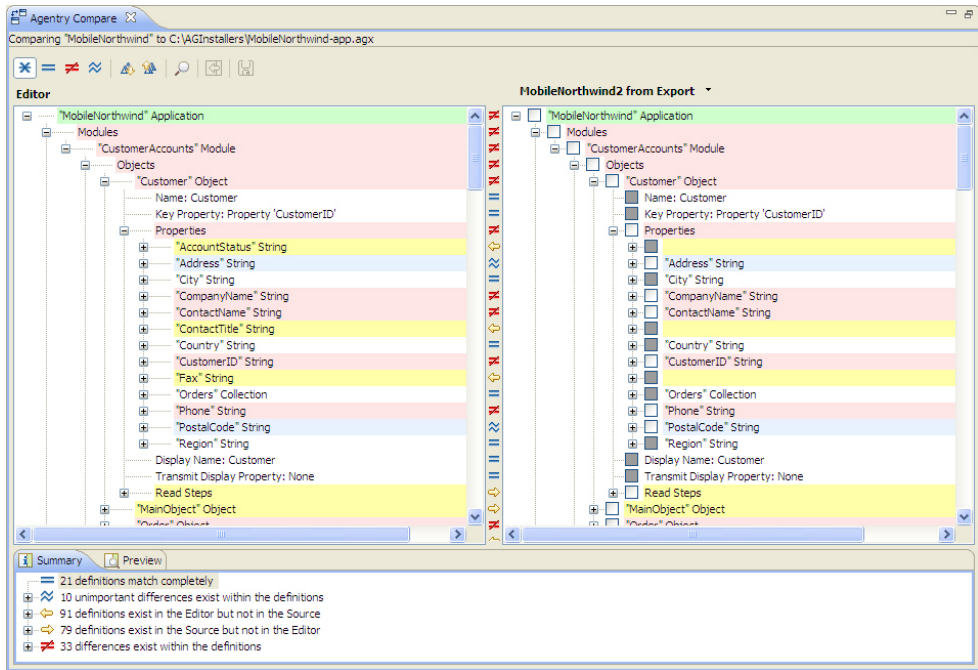 Agentry Compare
Comparing "MobileNorthwind" to C:\AGInstallers\MobileNorthwind-app.agx
Editor
"MobileNorthwind" Application
Modules
"CustomerAccounts" Module
Objects
"Customer" Object
Name: Customer
Key Property: Property 'CustomerID'
Properties
"AccountStatus" String
"Address" String
"City" String
"CompanyName" String
"ContactName" String
"ContactTitle" String
"Country" String
"CustomerID" String
"Fax" String
"Orders" Collection
"Phone" String
"PostalCode" String
"Region" String
Display Name: Customer
Transmit Display Property: None
Read Steps
"MainObject" Object
"Order" Object
MobileNorthwind2 from Export
"MobileNorthwind" Application
Modules
"CustomerAccounts" Module
Objects
"Customer" Object
Name: Customer
Key Property: Property 'CustomerID'
Properties
"Address" String
"City" String
"CompanyName" String
"ContactName" String
"Country" String
"CustomerID" String
"Orders" Collection
"Phone" String
"PostalCode" String
"Region" String
Display Name: Customer
Transmit Display Property: None
Read Steps
"MainObject" Object
"Order" Object
Summary Preview
21 definitions match completely
10 unimportant differences exist within the definitions
91 definitions exist in the Editor but not in the Source
79 definitions exist in the Source but not in the Editor
33 differences exist within the definitions